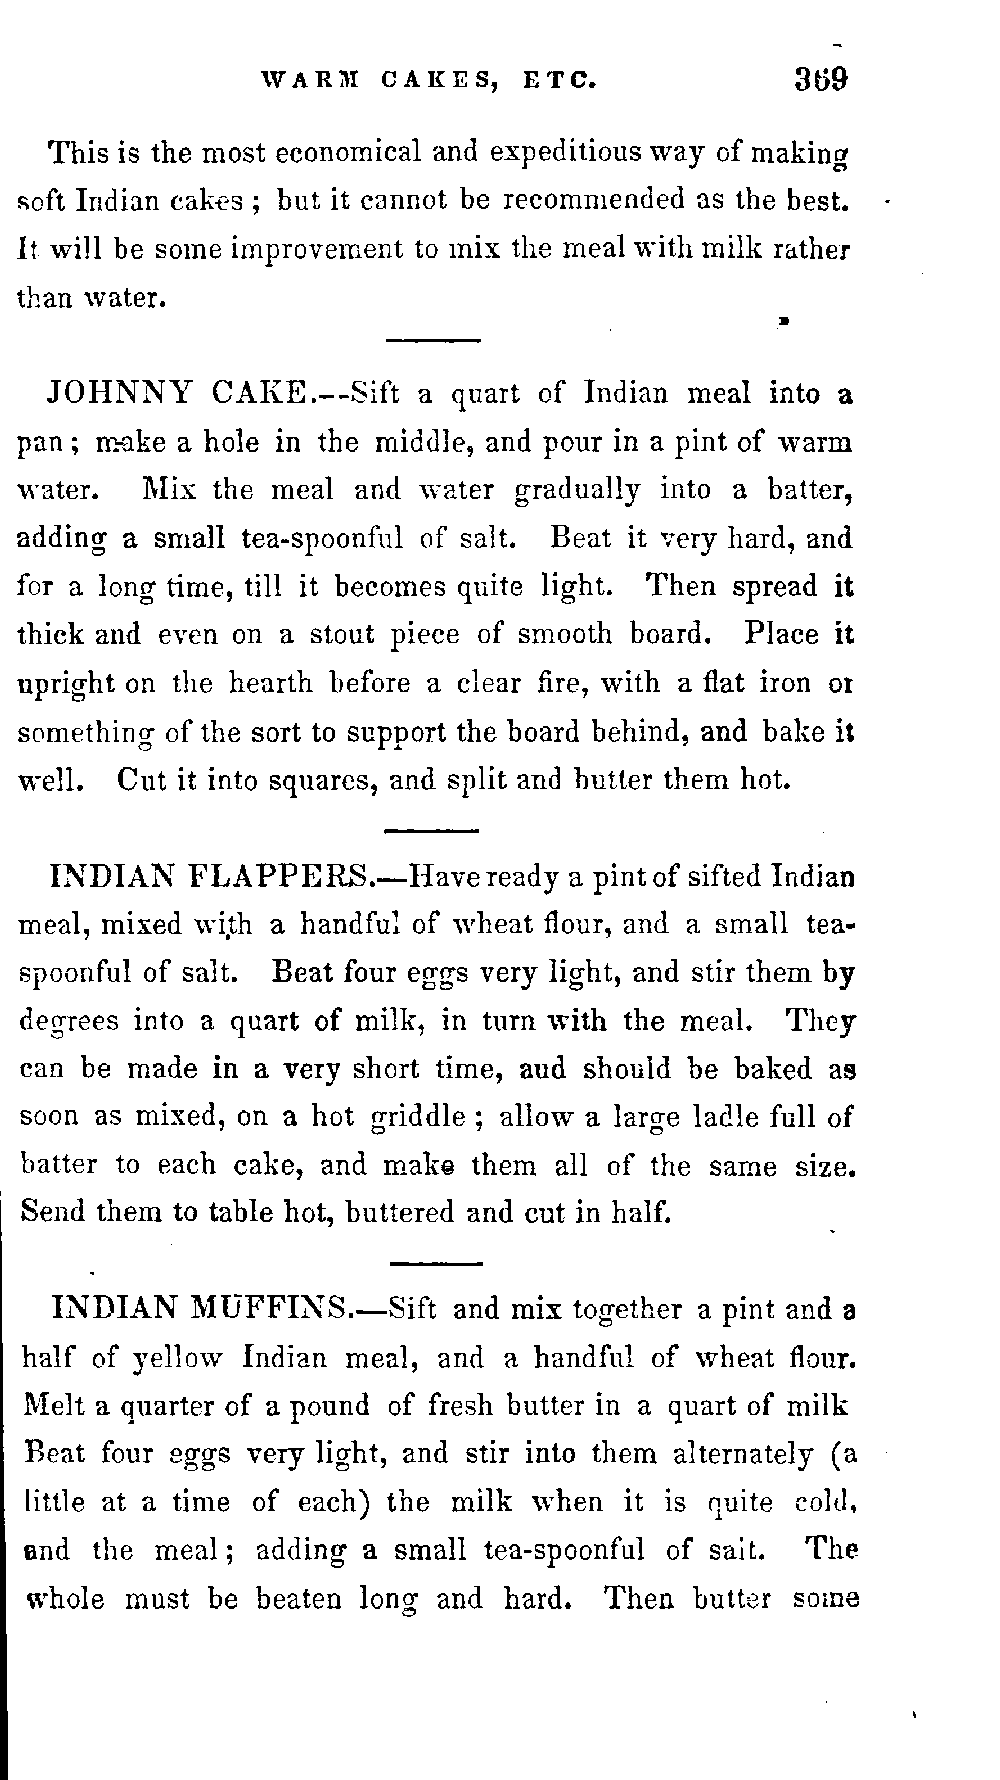 WARM CAKES, ETC. 369
This is the most economical and expeditious way of making
soft Indian cakes ; but it cannot be recommended as the best.
It will be some improvement to mix the meal with milk rather
than water.
JOHNNY CAKE.--Sift a quart of Indian meal into a
pan ; make a hole in the middle, and pour in a pint of warm
water. Mix the meal and water gradually into a batter,
adding a small tea-spoonful of salt. Beat it very hard, and
for a long time, till it becomes quite light. Then spread it
thick and even on a stout piece of smooth board. Place it
upright on the hearth before a clear fire, with a flat iron or
something of the sort to support the board behind, and bake it
well. Cut it into squares, and split and butter them hot.
INDIAN FLAPPERS.—Have ready a pint of sifted Indian
meal, mixed with a handful of wheat flour, and a small tea-
spoonful of salt. Beat four eggs very light, and stir them by
degrees into a quart of milk, in turn with the meal. They
can be made in a very short time, aud should be baked as
soon as mixed, on a hot griddle ; allow a large ladle full of
batter to each cake, and make them all of the same size.
Send them to table hot, buttered and cut in half.
INDIAN MUFFINS.—Sift and mix together a pint and a
half of yellow Indian meal, and a handful of wheat flour.
Melt a quarter of a pound of fresh butter in a quart of milk
Beat four eggs very light, and stir into them alternately (a
little at a time of each) the milk when it is quite cold,
and the meal ; adding a small tea-spoonful of salt. The
whole must be beaten long and hard. Then butter some